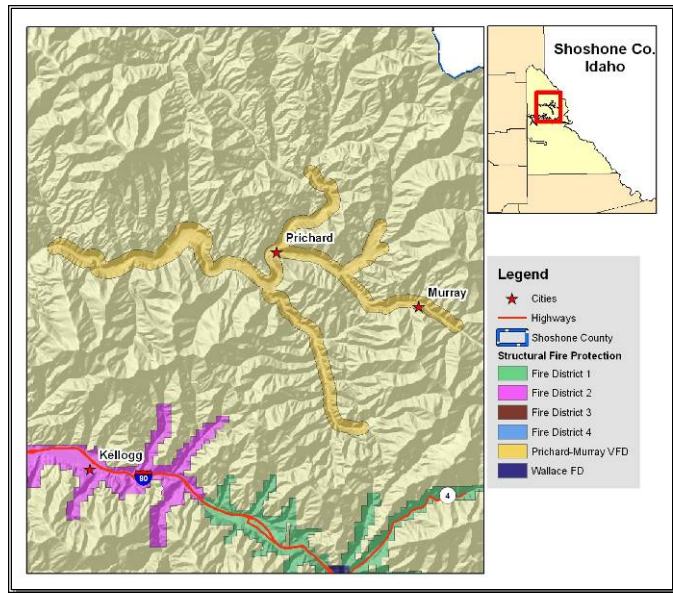 Shoshone Co.
Idaho
Prichard
Murray
Kellogg
90
4
Legend
Cities
Highways
Shoshone County
Structural Fire Protection
Fire District 1
Fire District 2
Fire District 3
Fire District 4
Prichard-Murray VFD
Wallace FD